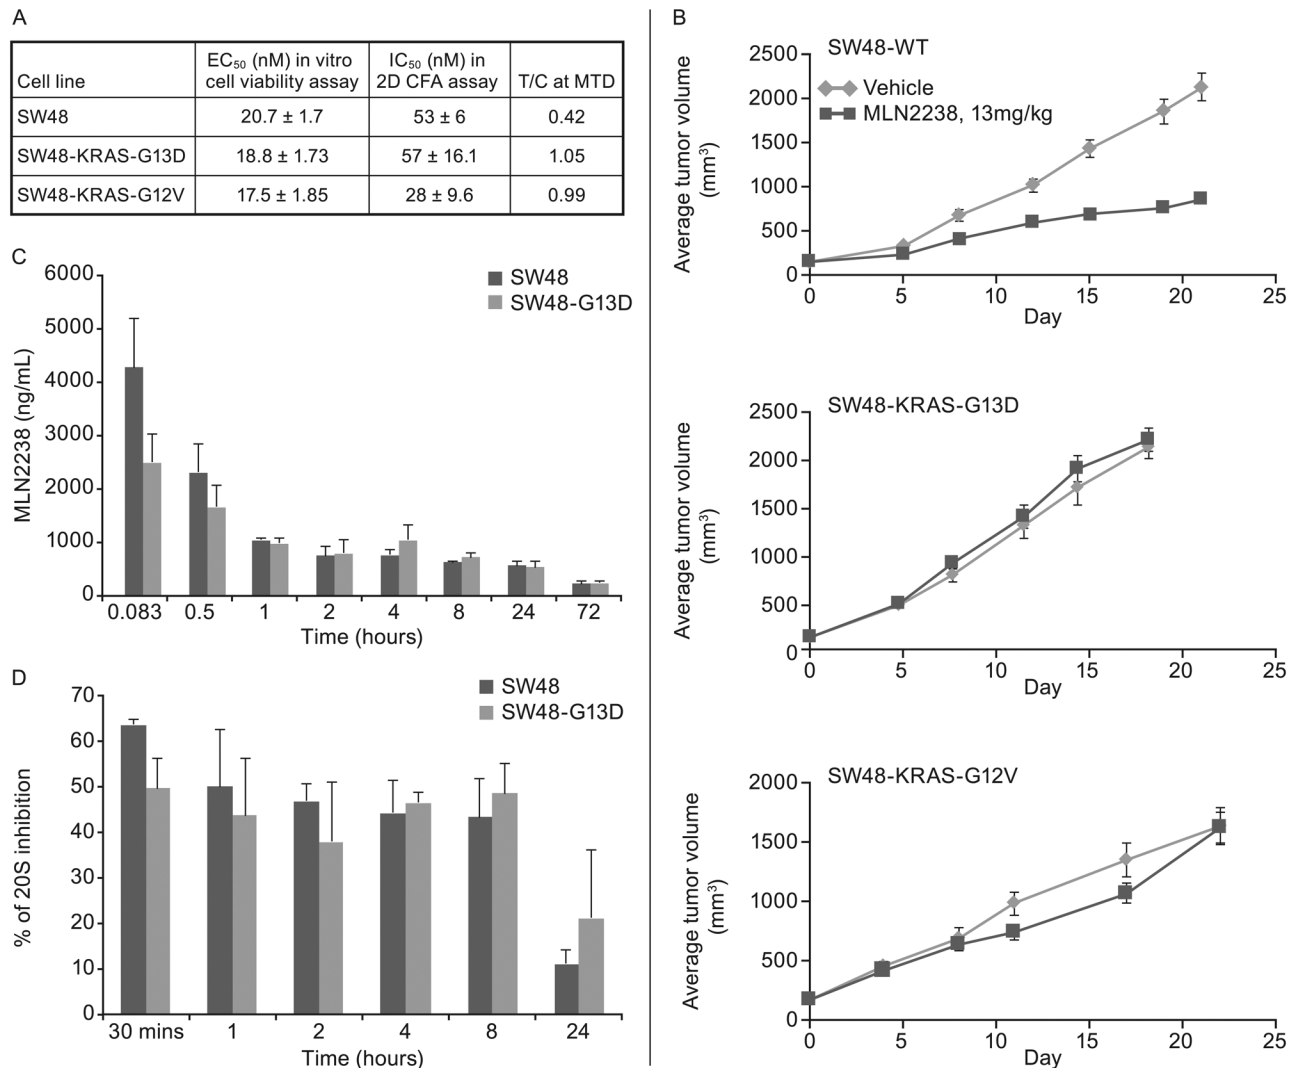 A
Cell line
EC50 (nM) in vitro
cell viability assay
IC50 (nM) in
2D CFA assay
T/C at MTD
SW48 20.7 ± 1.7 53 ± 6 0.42
SW48-KRAS-G13D 18.8 ± 1.73 57 ± 16.1 1.05
SW48-KRAS-G12V 17.5 ± 1.85 28 ± 9.6 0.99
B
SW48-WT
Vehicle
MLN2238, 13mg/kg
Average tumor volume
(mm3)
2500
2000
1500
1000
500
0
0 5 10 15 20 25
Day
SW48-KRAS-G13D
Average tumor volume
(mm3)
2500
2000
1500
1000
500
0
0 5 10 15 20 25
Day
SW48-KRAS-G12V
Average tumor volume
(mm3)
2000
1500
1000
500
0
0 5 10 15 20 25
Day
C
SW48
SW48-G13D
MLN2238 (ng/mL)
6000
5000
4000
3000
2000
1000
0
0.083 0.5 1 2 4 8 24 72
Time (hours)
D
SW48
SW48-G13D
% of 20S inhibition
70
60
50
40
30
20
10
0
30 mins 1 2 4 8 24
Time (hours)